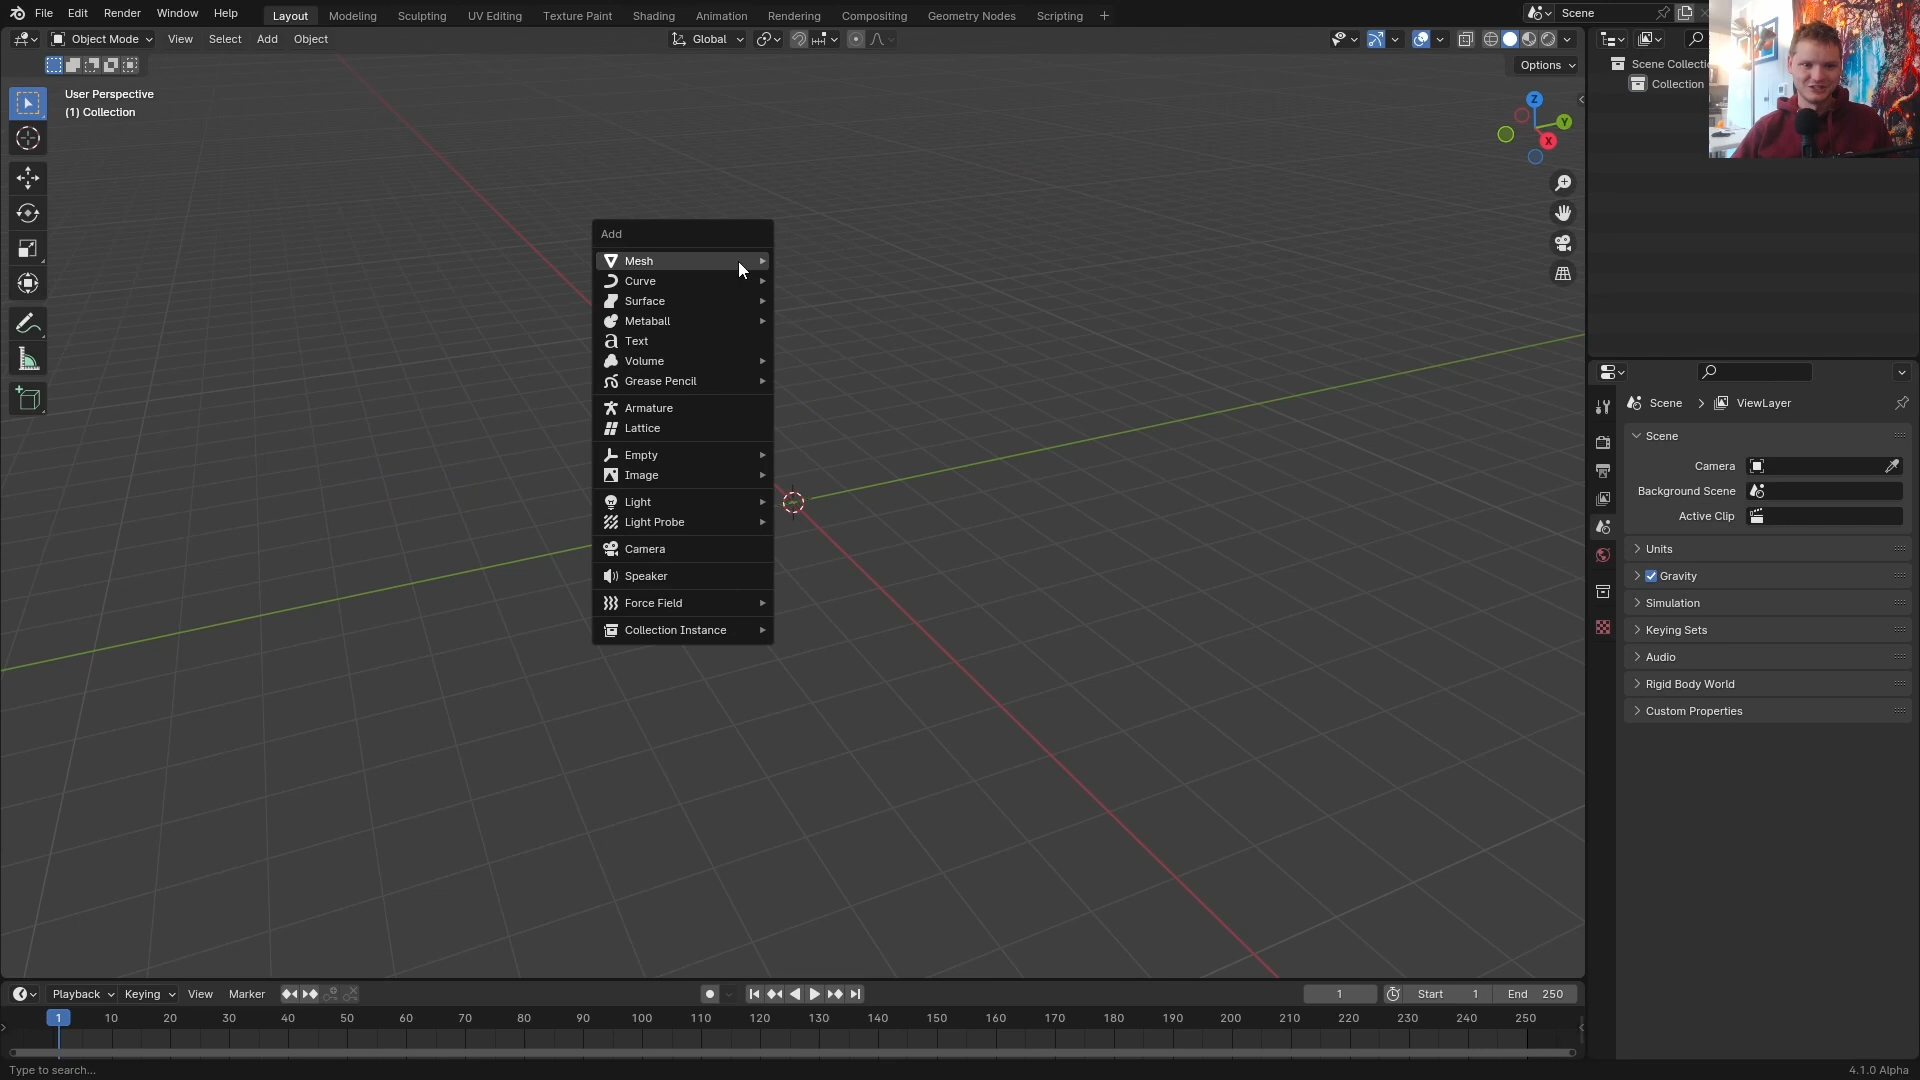 File Edit Render Window Help Layout Modeling Sculpting UV Editing Texture Paint Shading Animation Rendering Compositing Geometry Nodes Scripting + Scene
Object Mode View Select Add Object Global
Options
User Perspective
(1) Collection
Z
Y
X
Add
Mesh
Curve
Surface
Metaball
Text
Volume
Grease Pencil
Armature
Lattice
Empty
Image
Light
Light Probe
Camera
Speaker
Force Field
Collection Instance
Scene Collectio
Collection
Scene ViewLayer
Scene
Camera
Background Scene
Active Clip
Units
Gravity
Simulation
Keying Sets
Audio
Rigid Body World
Custom Properties
Playback Keying View Marker 1 Start 1 End 250
1 10 20 30 40 50 60 70 80 90 100 110 120 130 140 150 160 170 180 190 200 210 220 230 240 250
Type to search... 4.1.0 Alpha